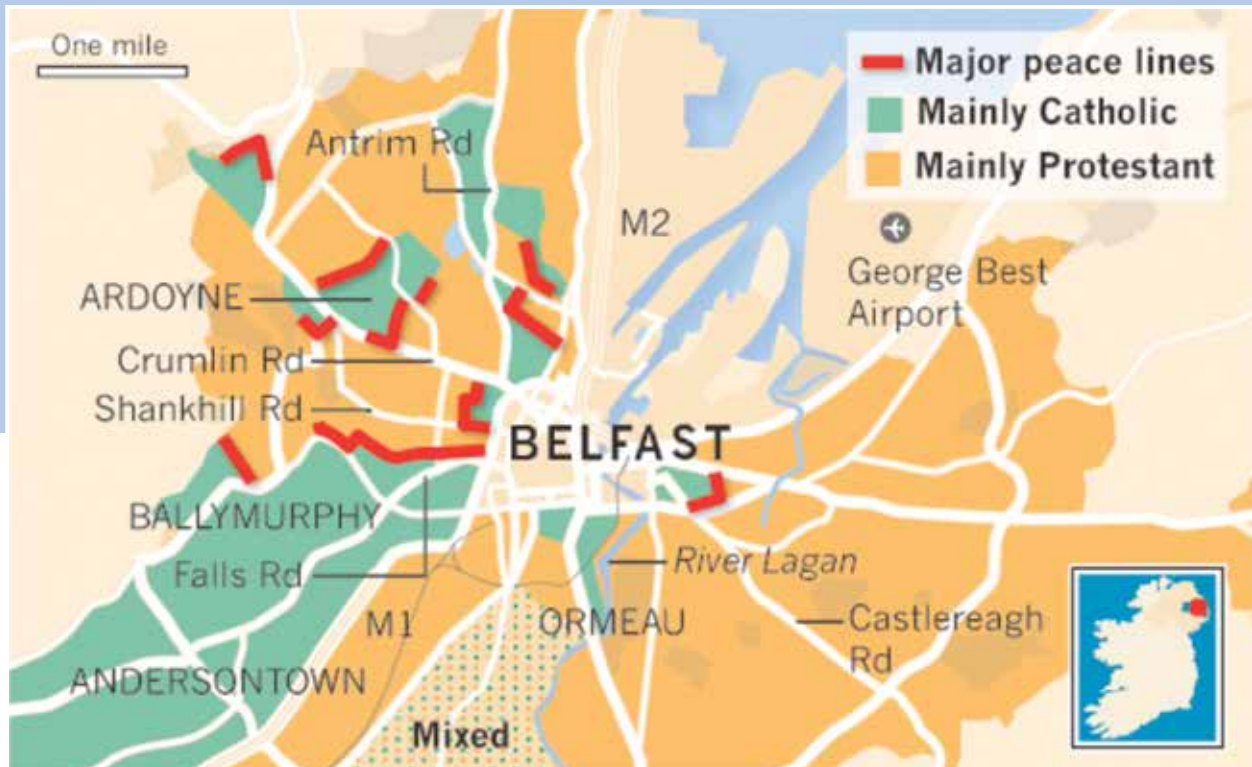 One mile
Major peace lines
Mainly Catholic
Mainly Protestant
Antrim Rd
M2
George Best
Airport
ARDOYNE
Crumlin Rd
Shankhill Rd
BELFAST
BALLYMURPHY
Falls Rd
River Lagan
M1
ORMEAU
Castlereagh
Rd
ANDERSONTOWN
Mixed